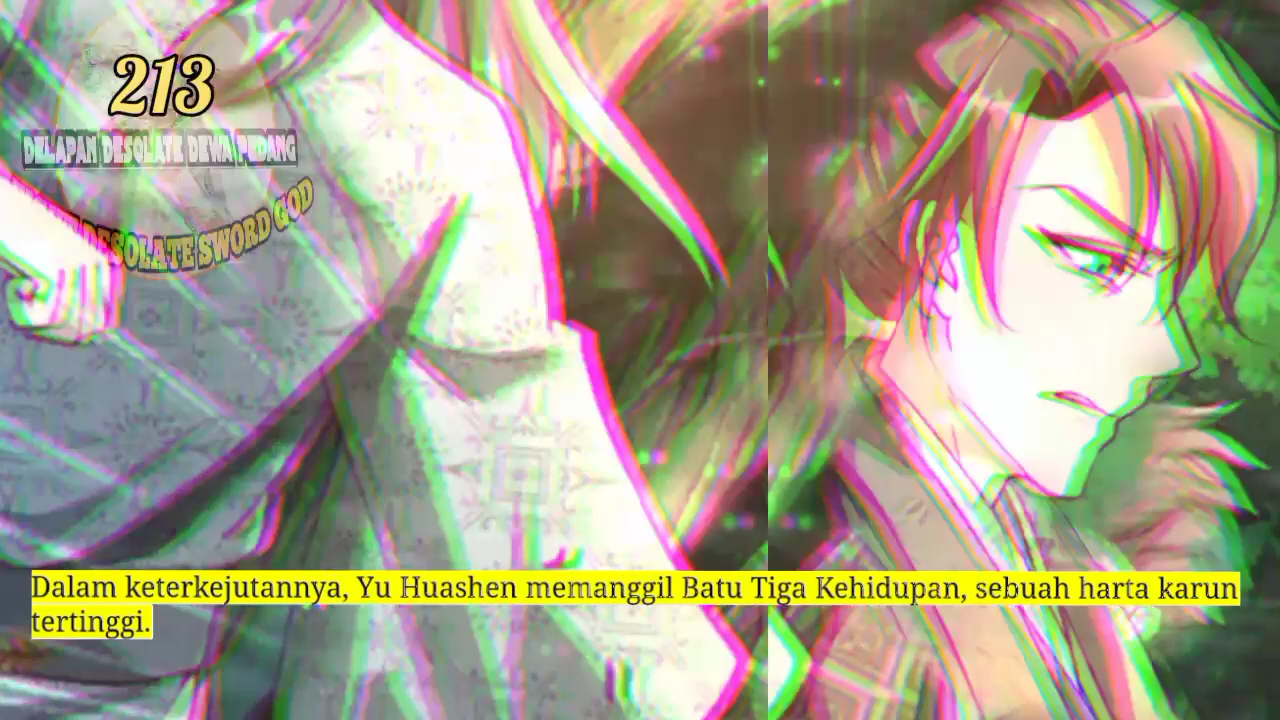 213
DELAPAN DESOLATE DEWA PEDANG
DESOLATE SWORD GOD
Dalam keterkejutannya, Yu Huashen memanggil Batu Tiga Kehidupan, sebuah harta karun
tertinggi.